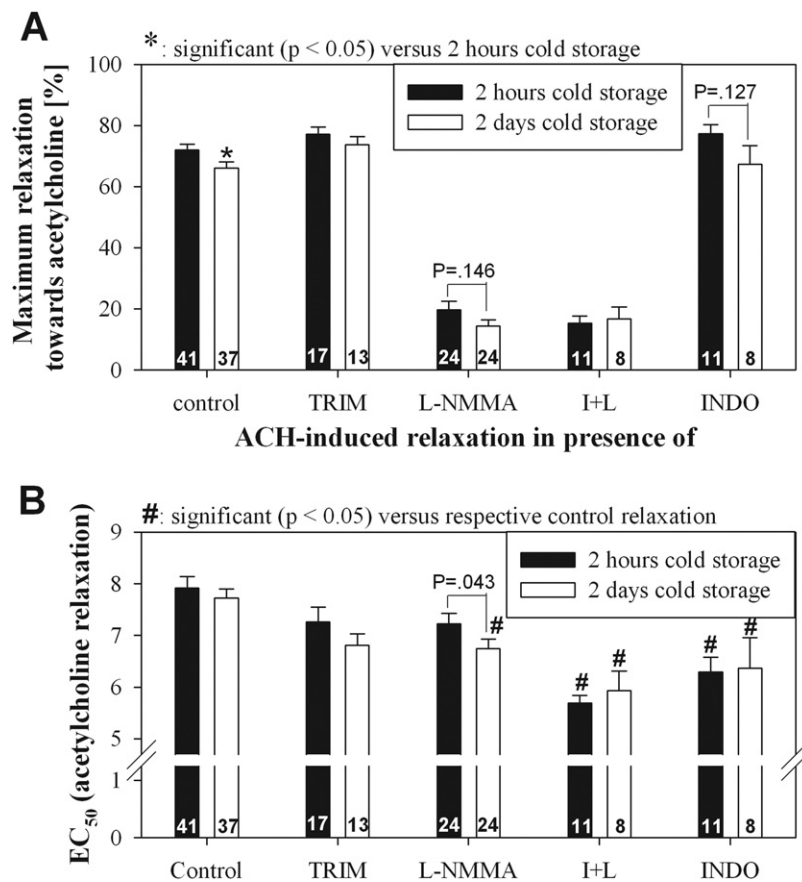 A
*: significant (p < 0.05) versus 2 hours cold storage
Maximum relaxation
towards acetylcholine [%]
100
80
60
40
20
0
2 hours cold storage
2 days cold storage
P=.127
*
P=.146
41 37 17 13 24 24 11 8 11 8
control TRIM L-NMMA I+L INDO
ACH-induced relaxation in presence of
B
#: significant (p < 0.05) versus respective control relaxation
EC50 (acetylcholine relaxation)
9
8
7
6
5
1
0
2 hours cold storage
2 days cold storage
P=.043
# # # # #
41 37 17 13 24 24 11 8 11 8
Control TRIM L-NMMA I+L INDO